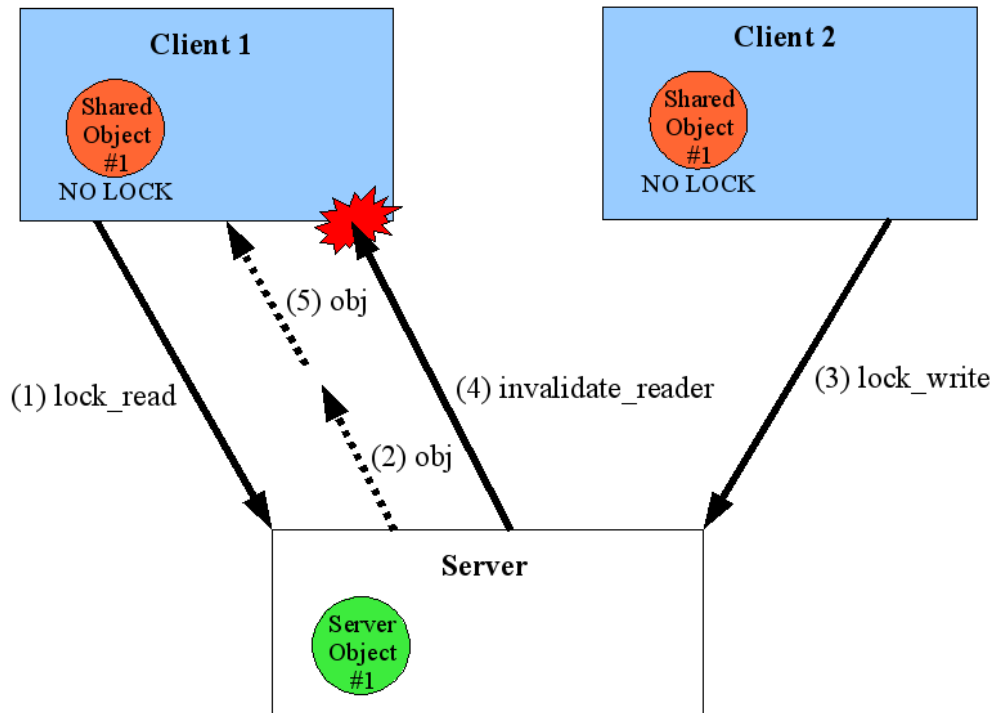 Client 1
Shared
Object
#1
NO LOCK
Client 2
Shared
Object
#1
NO LOCK
(5) obj
(1) lock_read
(4) invalidate_reader
(3) lock_write
(2) obj
Server
Server
Object
#1